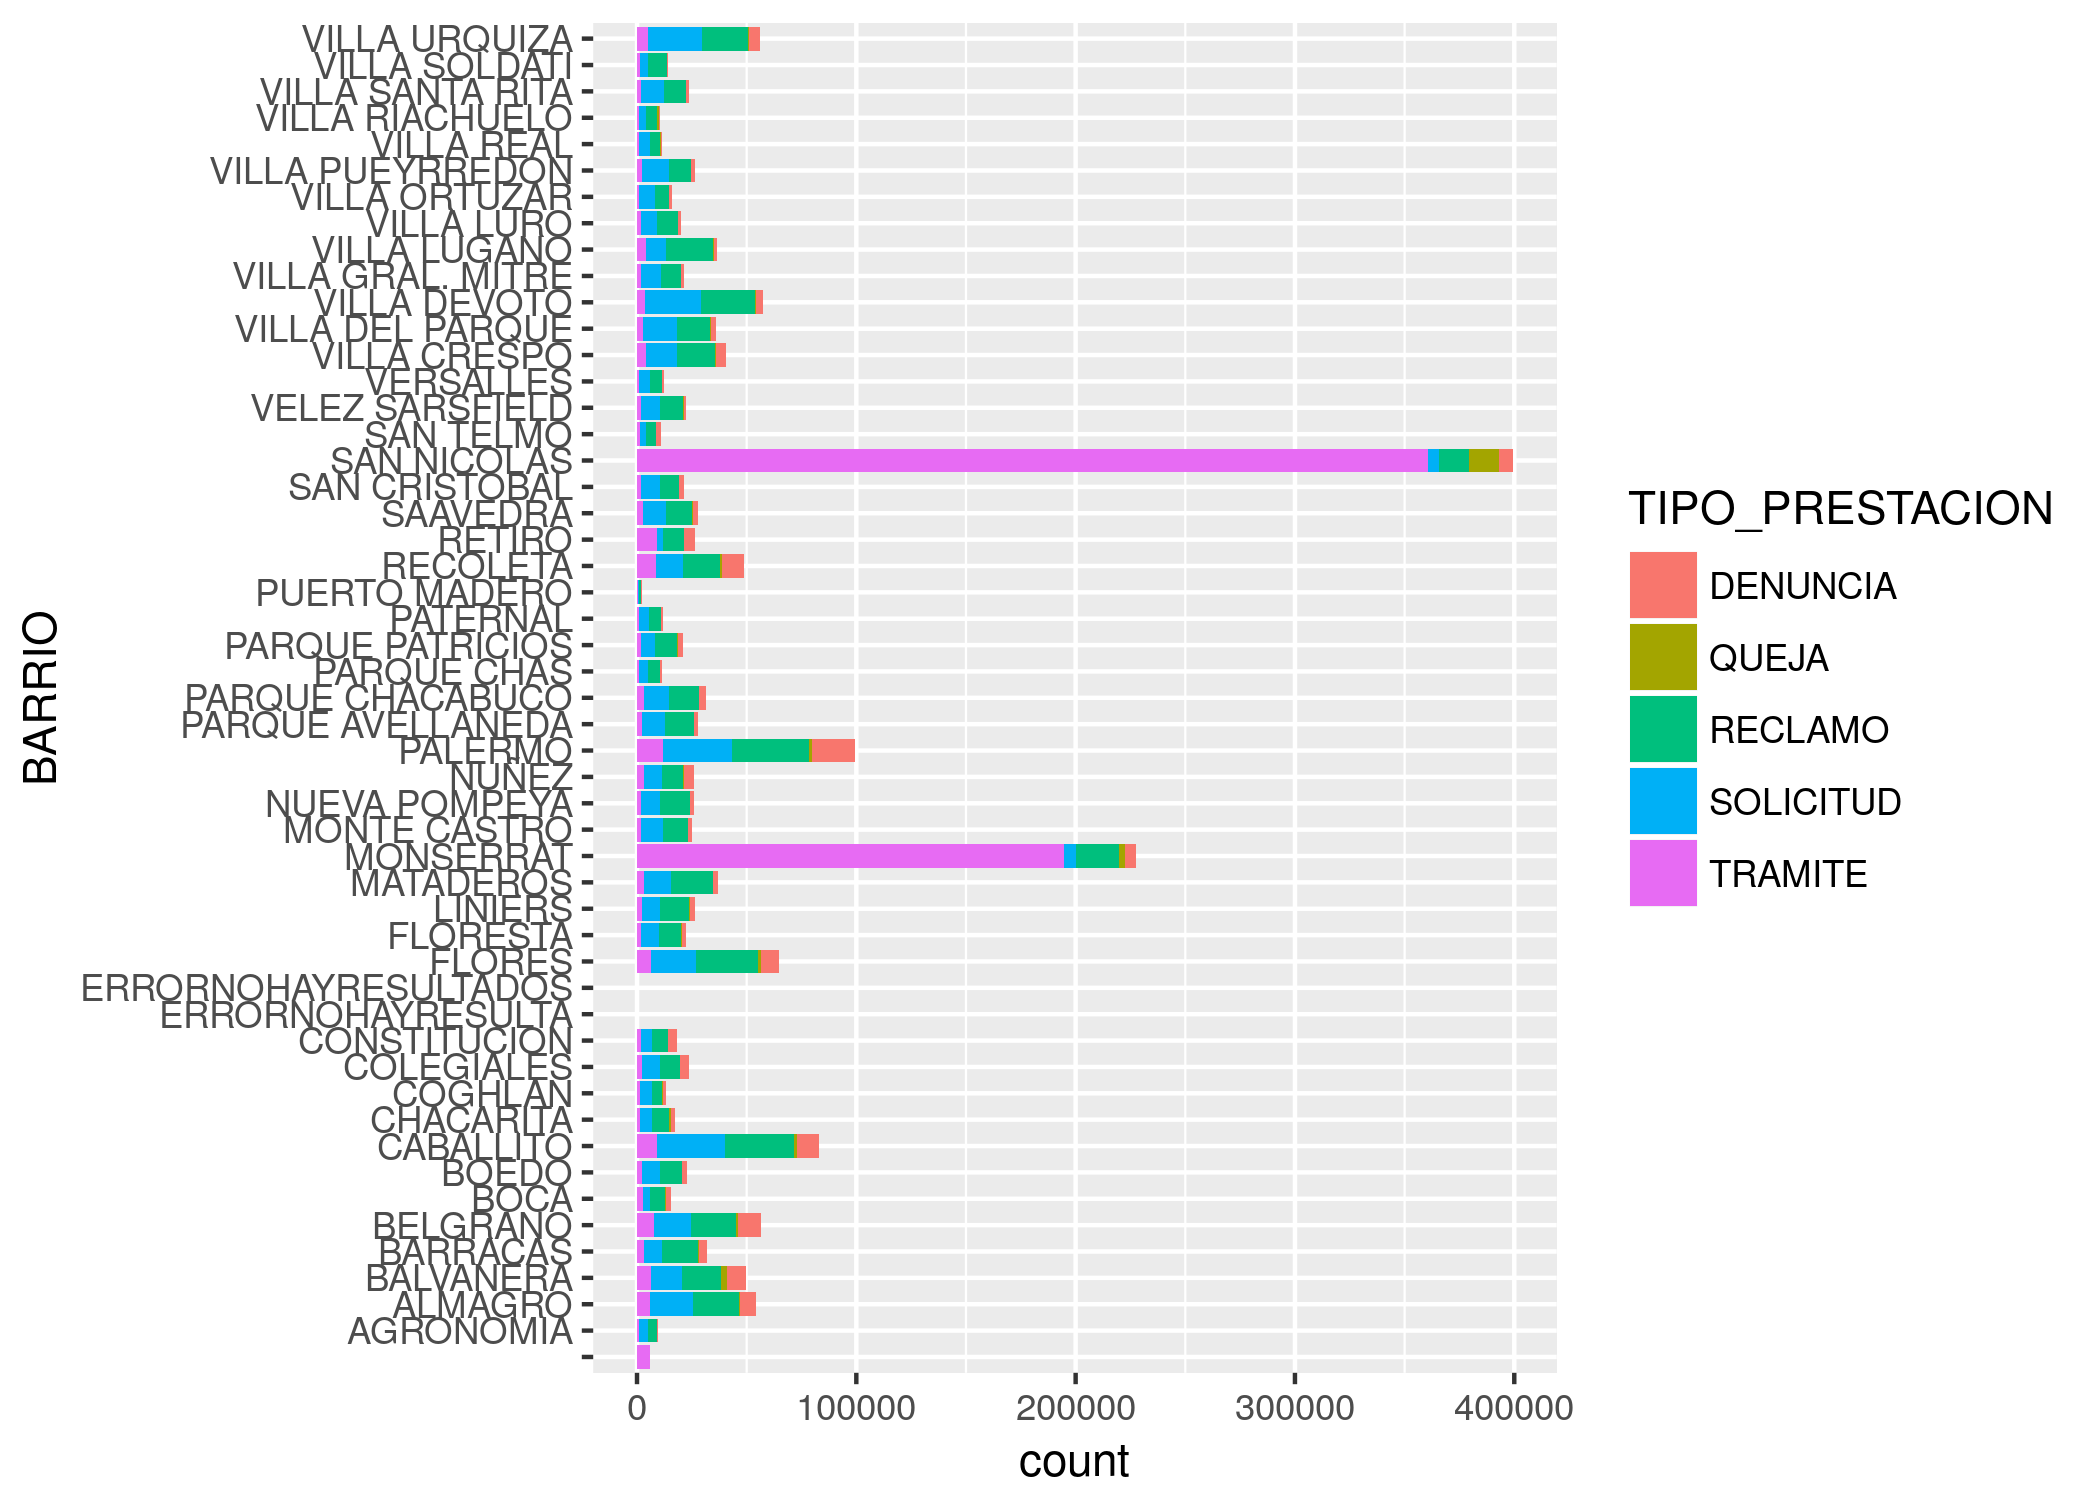 VILLA URQUIZA
VILLA SOLDATI
VILLA SANTA RITA
VILLA RIACHUELO
VILLA REAL
VILLA PUEYRREDON
VILLA ORTUZAR
VILLA LURO
VILLA LUGANO
VILLA GRAL. MITRE
VILLA DEVOTO
VILLA DEL PARQUE
VILLA CRESPO
VERSALLES
VELEZ SARSFIELD
SAN TELMO
SAN NICOLAS
SAN CRISTOBAL
SAAVEDRA
RETIRO
RECOLETA
PUERTO MADERO
PATERNAL
PARQUE PATRICIOS
PARQUE CHAS
PARQUE CHACABUCO
PARQUE AVELLANEDA
PALERMO
NUÑEZ
NUEVA POMPEYA
MONTE CASTRO
MONSERRAT
MATADEROS
LINIERS
FLORESTA
FLORES
ERRORNOHAYRESULTADOS
ERRORNOHAYRESULTA
CONSTITUCION
COLEGIALES
COGHLAN
CHACARITA
CABALLITO
BOEDO
BOCA
BELGRANO
BARRACAS
BALVANERA
ALMAGRO
AGRONOMIA
BARRIO
0 100000 200000 300000 400000
count
TIPO_PRESTACION
DENUNCIA
QUEJA
RECLAMO
SOLICITUD
TRAMITE